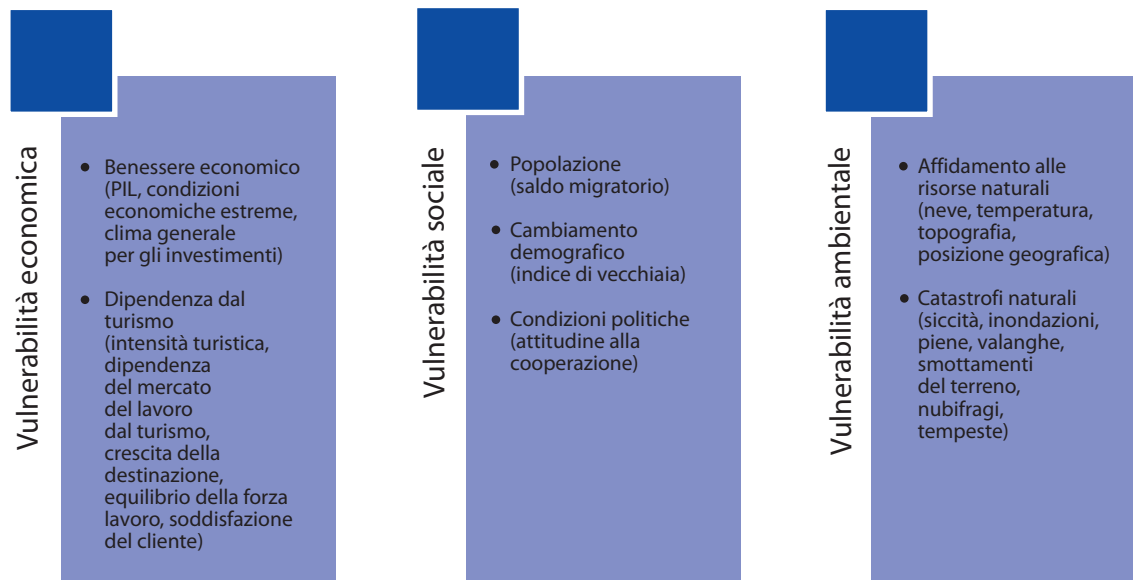 Vulnerabilità economica
• Benessere economico
(PIL, condizioni
economiche estreme,
clima generale
per gli investimenti)
• Dipendenza dal
turismo
(intensità turistica,
dipendenza
del mercato
del lavoro
dal turismo,
crescita della
destinazione,
equilibrio della forza
lavoro, soddisfazione
del cliente)
Vulnerabilità sociale
• Popolazione
(saldo migratorio)
• Cambiamento
demografico
(indice di vecchiaia)
• Condizioni politiche
(attitudine alla
cooperazione)
Vulnerabilità ambientale
• Affidamento alle
risorse naturali
(neve, temperatura,
topografia,
posizione geografica)
• Catastrofi naturali
(siccità, inondazioni,
piene, valanghe,
smottamenti
del terreno,
nubifragi,
tempeste)